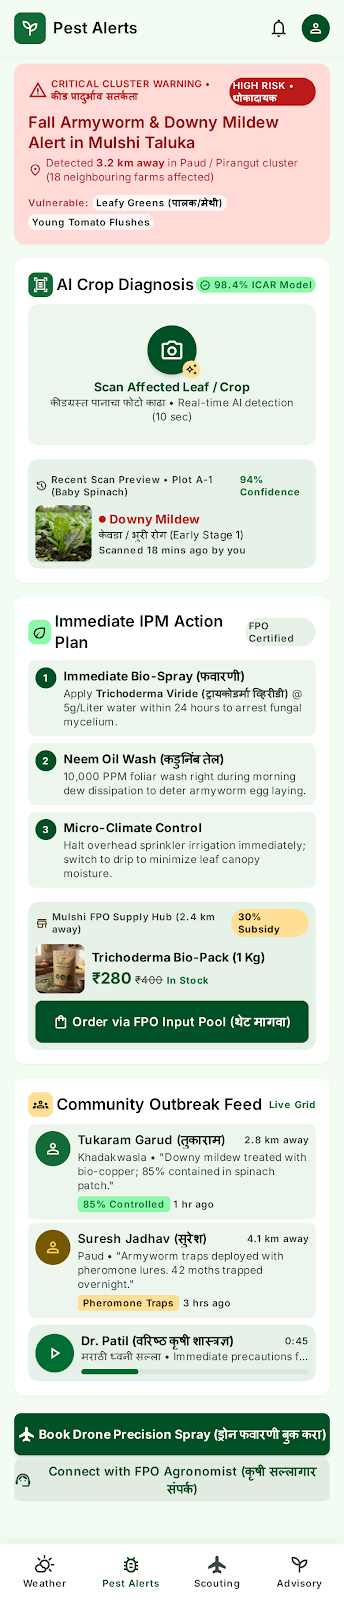 Pest Alerts
CRITICAL CLUSTER WARNING •
कीड प्रादुर्भाव सतर्कता
HIGH RISK •
धोकादायक
Fall Armyworm & Downy Mildew
Alert in Mulshi Taluka
Detected 3.2 km away in Paud / Pirangut cluster
(18 neighbouring farms affected)
Vulnerable: Leafy Greens (पालक/मेथी)
Young Tomato Flushes
AI Crop Diagnosis
98.4% ICAR Model
Scan Affected Leaf / Crop
कीडग्रस्त पानाचा फोटो काढा • Real-time AI detection
(10 sec)
Recent Scan Preview • Plot A-1
(Baby Spinach)
94%
Confidence
Downy Mildew
केवडा / भुरी रोग (Early Stage 1)
Scanned 18 mins ago by you
Immediate IPM Action
Plan
FPO
Certified
1
Immediate Bio-Spray (फवारणी)
Apply Trichoderma Viride (ट्रायकोडर्मा व्हिरीडी) @
5g/Liter water within 24 hours to arrest fungal
mycelium.
2
Neem Oil Wash (कडुनिंब तेल)
10,000 PPM foliar wash right during morning
dew dissipation to deter armyworm egg laying.
3
Micro-Climate Control
Halt overhead sprinkler irrigation immediately;
switch to drip to minimize leaf canopy
moisture.
Mulshi FPO Supply Hub (2.4 km
away)
30%
Subsidy
Trichoderma Bio-Pack (1 Kg)
₹280 ₹400 In Stock
Order via FPO Input Pool (थेट मागवा)
Community Outbreak Feed
Live Grid
Tukaram Garud (तुकाराम)
2.8 km away
Khadakwasla • "Downy mildew treated with
bio-copper; 85% contained in spinach
patch."
85% Controlled 1 hr ago
Suresh Jadhav (सुरेश)
4.1 km away
Paud • "Armyworm traps deployed with
pheromone lures. 42 moths trapped
overnight."
Pheromone Traps 3 hrs ago
Dr. Patil (वरिष्ठ कृषी शास्त्रज्ञ)
0:45
मराठी ध्वनी सल्ला • Immediate precautions f...
Book Drone Precision Spray (ड्रोन फवारणी बुक करा)
Connect with FPO Agronomist (कृषी सल्लागार
संपर्क)
Weather
Pest Alerts
Scouting
Advisory